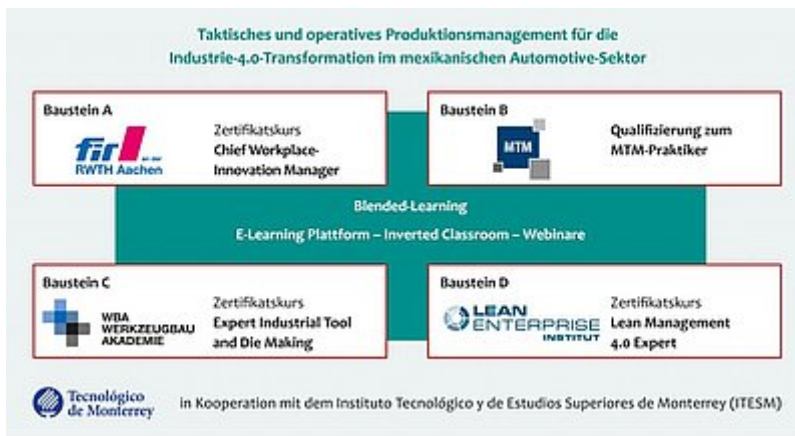 Taktisches und operatives Produktionsmanagement für die
Industrie-4.0-Transformation im mexikanischen Automotive-Sektor
Baustein A
fir
RWTH Aachen
Zertifikatskurs
Chief Workplace-
Innovation Manager
Baustein B
MTM
Qualifizierung zum
MTM-Praktiker
Blended-Learning
E-Learning Plattform – Inverted Classroom – Webinare
Baustein C
WBA
WERKZEUGBAU
AKADEMIE
Zertifikatskurs
Expert Industrial Tool
and Die Making
Baustein D
LEAN
ENTERPRISE
INSTITUT
Zertifikatskurs
Lean Management
4.0 Expert
Tecnológico
de Monterrey
in Kooperation mit dem Instituto Tecnológico y de Estudios Superiores de Monterrey (ITESM)